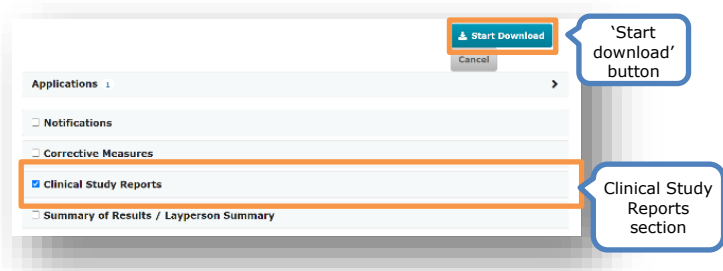 Start Download
Cancel
‘Start
download’
button
Applications 1
Notifications
Corrective Measures
Clinical Study Reports
Clinical Study
Reports
section
Summary of Results / Layperson Summary